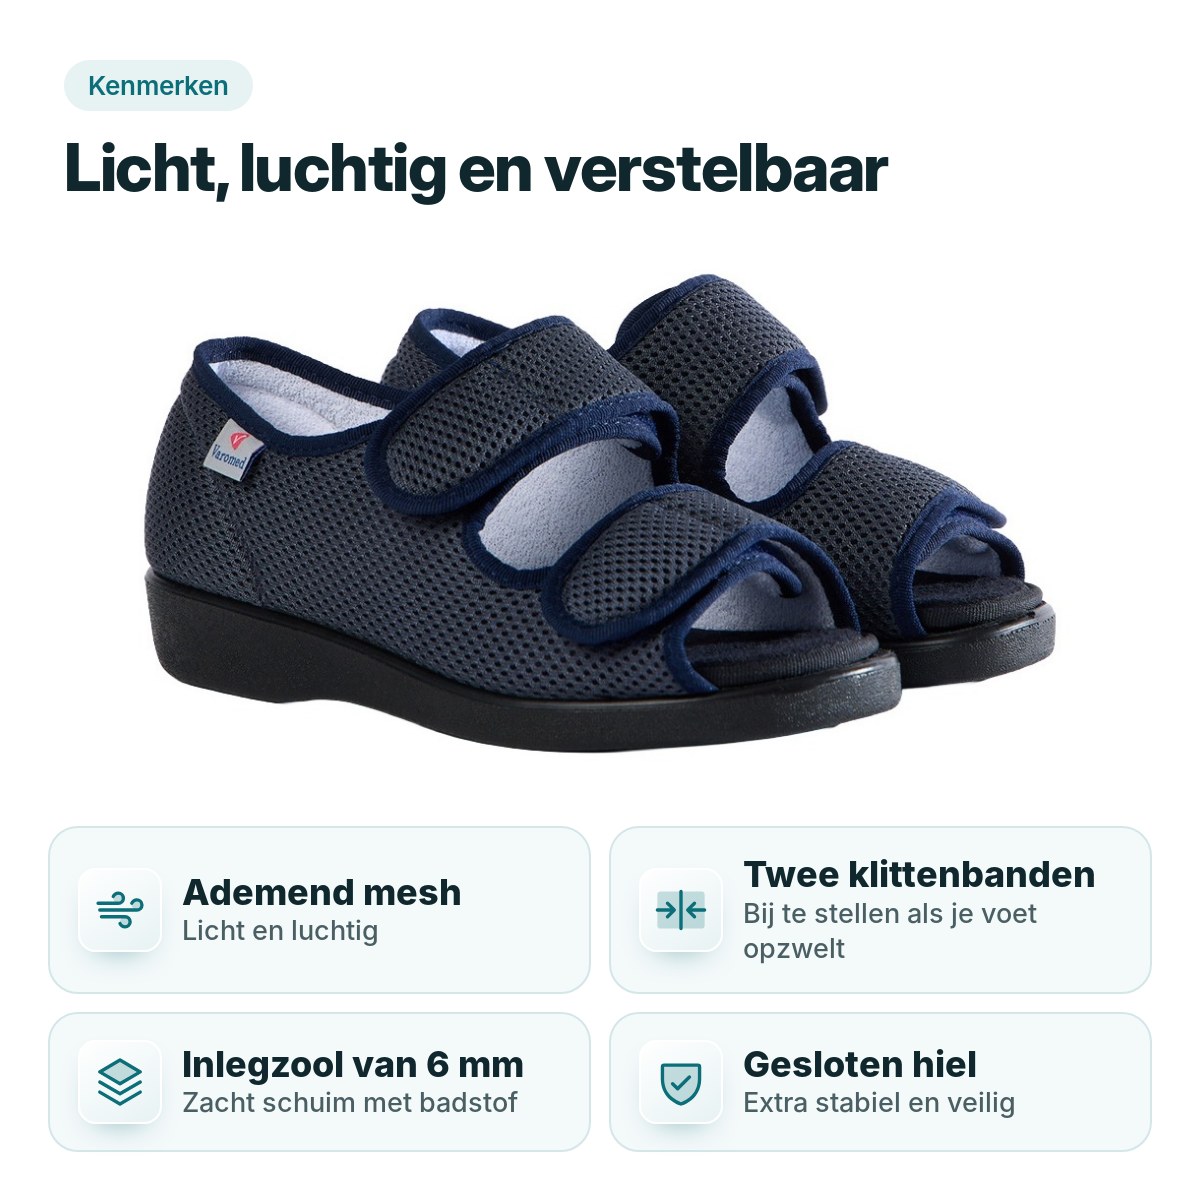 Kenmerken
Licht, luchtig en verstelbaar
Varomed
Ademend mesh
Licht en luchtig
Twee klittenbanden
Bij te stellen als je voet
opzwelt
Inlegzool van 6 mm
Zacht schuim met badstof
Gesloten hiel
Extra stabiel en veilig